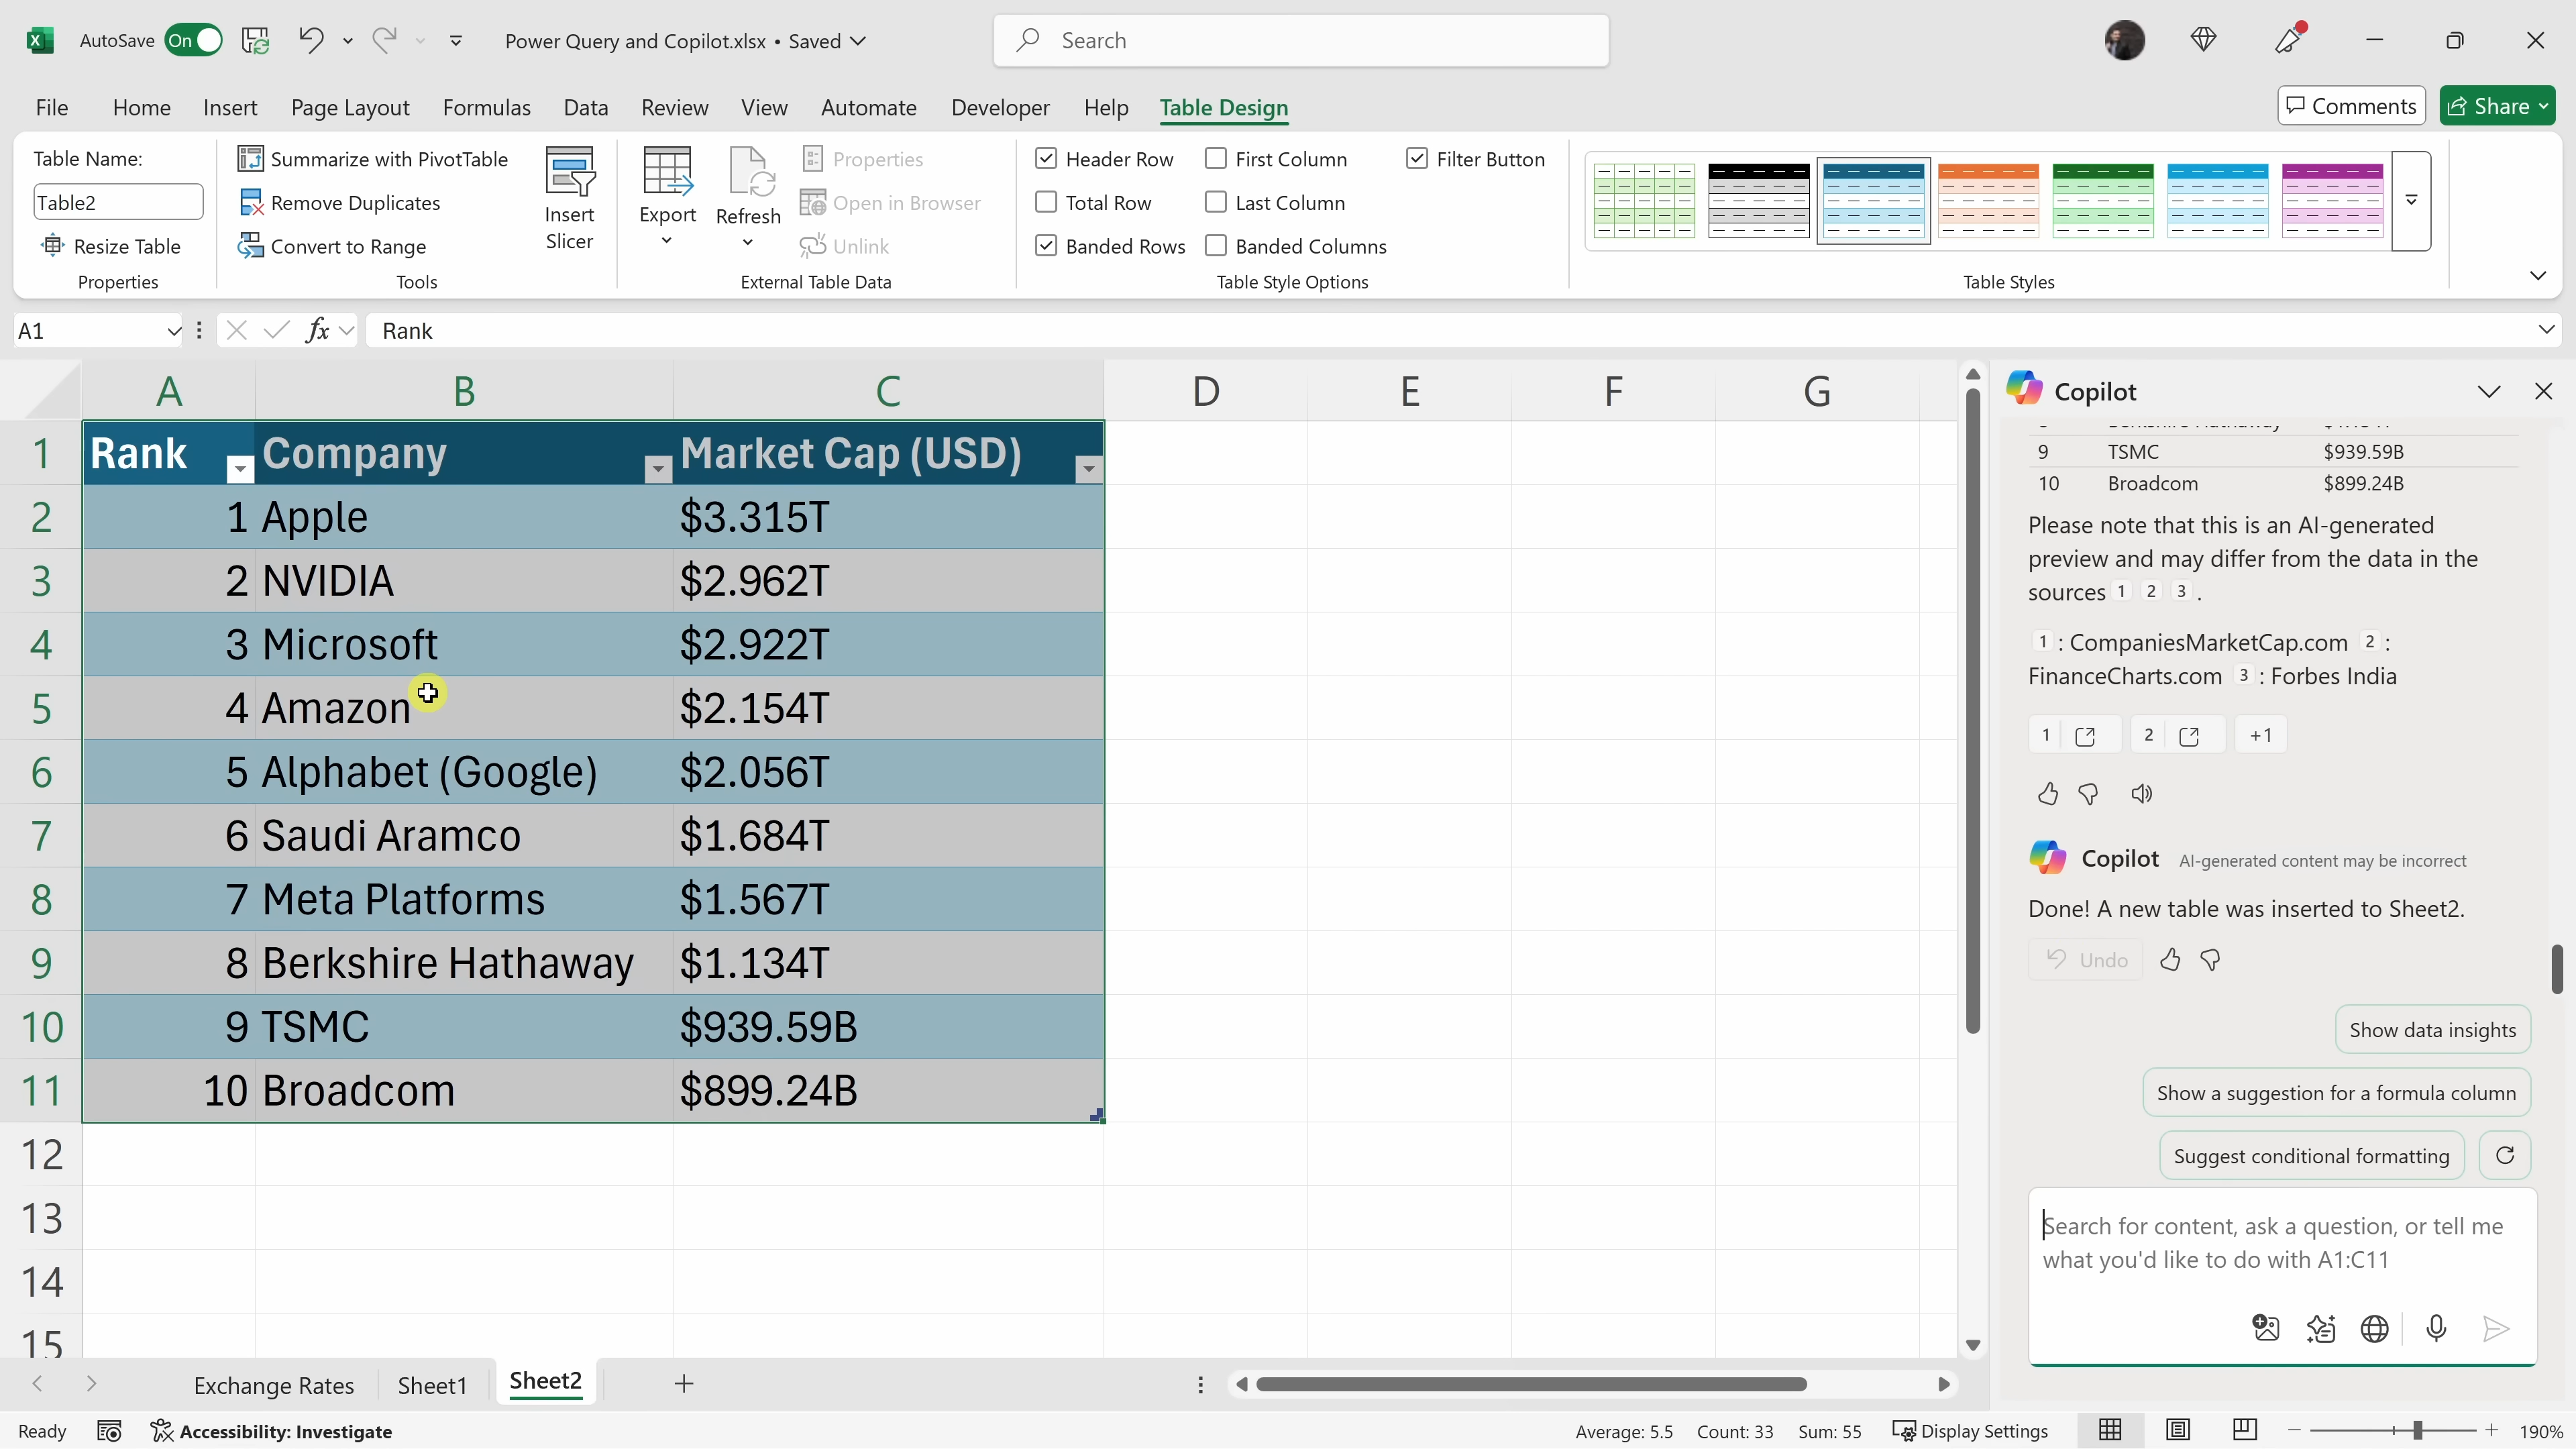 AutoSave On Power Query and Copilot.xlsx • Saved Search
File Home Insert Page Layout Formulas Data Review View Automate Developer Help Table Design Comments Share
Table Name:
Table2
Resize Table
Properties
Summarize with PivotTable
Remove Duplicates
Convert to Range
Tools
Insert
Slicer
Export
Refresh
Properties
Open in Browser
Unlink
External Table Data
Header Row First Column Filter Button
Total Row Last Column
Banded Rows Banded Columns
Table Style Options
Table Styles
A1 fx Rank
A B C D E F G
1 Rank Company Market Cap (USD)
2 1 Apple $3.315T
3 2 NVIDIA $2.962T
4 3 Microsoft $2.922T
5 4 Amazon $2.154T
6 5 Alphabet (Google) $2.056T
7 6 Saudi Aramco $1.684T
8 7 Meta Platforms $1.567T
9 8 Berkshire Hathaway $1.134T
10 9 TSMC $939.59B
11 10 Broadcom $899.24B
12
13
14
15
Copilot
9 TSMC $939.59B
10 Broadcom $899.24B
Please note that this is an AI-generated
preview and may differ from the data in the
sources 1 2 3 .
1 : CompaniesMarketCap.com 2 :
FinanceCharts.com 3 : Forbes India
1 2 +1
Copilot AI-generated content may be incorrect
Done! A new table was inserted to Sheet2.
Undo
Show data insights
Show a suggestion for a formula column
Suggest conditional formatting
Search for content, ask a question, or tell me
what you'd like to do with A1:C11
Exchange Rates Sheet1 Sheet2
Ready Accessibility: Investigate Average: 5.5 Count: 33 Sum: 55 Display Settings 190%